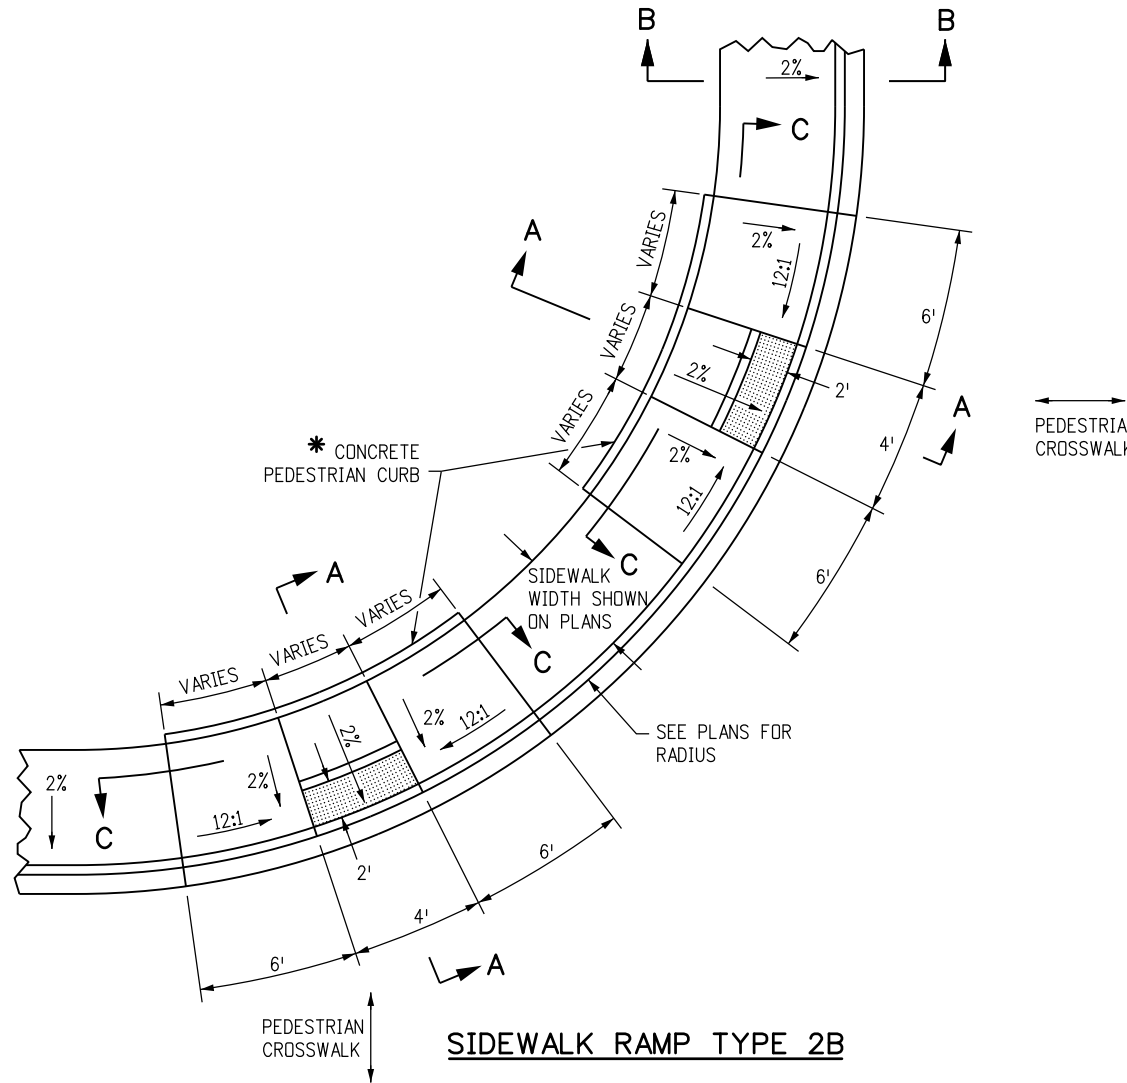 B B
2%
C
A
VARIES
2%
12:1
VARIES
6'
2%
2'
VARIES
A
PEDESTRIA
CROSSWALK
✱ CONCRETE
PEDESTRIAN CURB
2%
4'
12:1
C
A
SIDEWALK
WIDTH SHOWN
ON PLANS
6'
VARIES
VARIES
VARIES
C
2%
12:1
2%
SEE PLANS FOR
RADIUS
2%
2%
C
12:1
2'
6'
4'
6'
A
PEDESTRIAN
CROSSWALK
SIDEWALK RAMP TYPE 2B